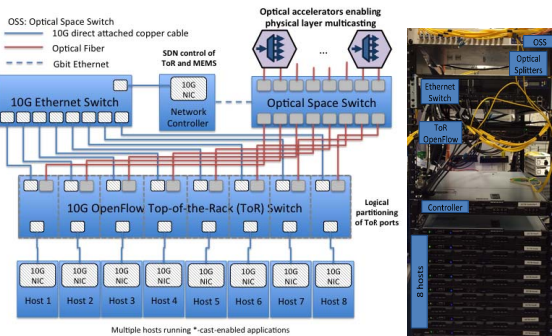 OSS: Optical Space Switch
10G direct attached copper cable
Optical Fiber
Gbit Ethernet
Optical accelerators enabling
physical layer multicasting
...
SDN control of
ToR and MEMS
10G
NIC
Network
Controller
10G Ethernet Switch
Optical Space Switch
10G OpenFlow Top-of-the-Rack (ToR) Switch
Logical
partitioning
of ToR ports
10G
NIC
Host 1
10G
NIC
Host 2
10G
NIC
Host 3
10G
NIC
Host 4
10G
NIC
Host 5
10G
NIC
Host 6
10G
NIC
Host 7
10G
NIC
Host 8
Multiple hosts running *-cast-enabled applications
OSS
Optical
Splitters
Ethernet
Switch
ToR
OpenFlow
Controller
8 hosts